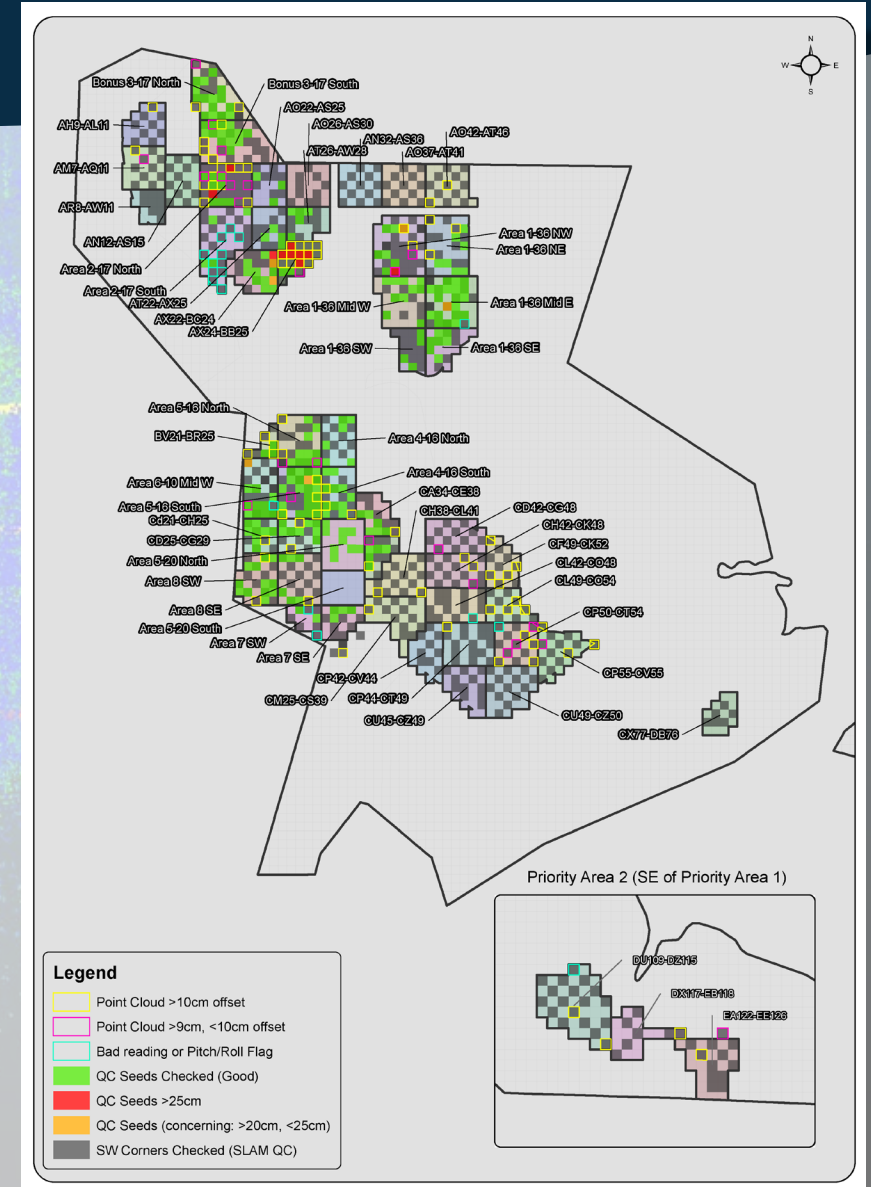 N
W E
S
Bonus 3-17 North
Bonus 3-17 South
AO22-AS25
AH9-AL11
AO26-AS30
AO42-AT46
AN32-AS36
AT26-AW28
AO37-AT41
AM7-AQ11
AR8-AW11
AN12-AS15
Area 1-36 NW
Area 1-36 NE
Area 2-17 North
Area 2-17 South
AT22-AX25
Area 1-36 Mid W
Area 1-36 Mid E
AX22-BC24
AX24-BB25
Area 1-36 SW
Area 1-36 SE
Area 5-16 North
BV21-BR25
Area 4-16 North
Area 4-16 South
Area 6-10 Mid W
CA34-CE38
Area 5-16 South
CH38-CL41
CD42-CG48
Cd21-CH25
CH42-CK48
CD25-CG29
CF49-CK52
Area 5-20 North
CL42-CO48
Area 8 SW
CL49-CO54
Area 8 SE
CP50-CT54
Area 5-20 South
Area 7 SW
Area 7 SE
CP55-CV55
CP42-CV44
CM25-CS39
CP44-CT49
CU45-CZ49
CU49-CZ50
CX77-DB76
Priority Area 2 (SE of Priority Area 1)
DU109-DZ115
DX117-EB118
EA122-EE126
Legend
Point Cloud >10cm offset
Point Cloud >9cm, <10cm offset
Bad reading or Pitch/Roll Flag
QC Seeds Checked (Good)
QC Seeds >25cm
QC Seeds (concerning: >20cm, <25cm)
SW Corners Checked (SLAM QC)